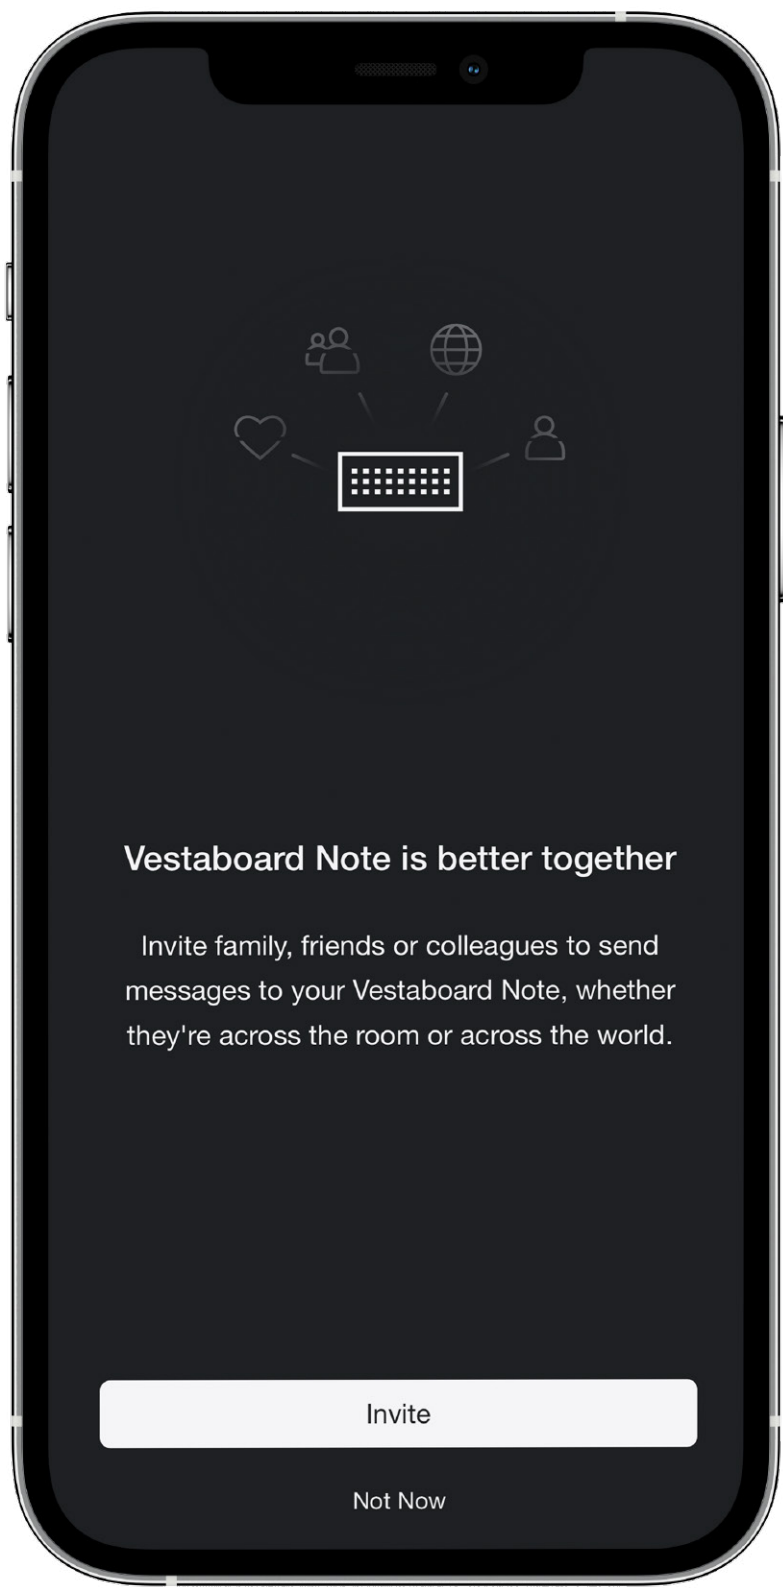 Vestaboard Note is better together
Invite family, friends or colleagues to send
messages to your Vestaboard Note, whether
they're across the room or across the world.
Invite
Not Now